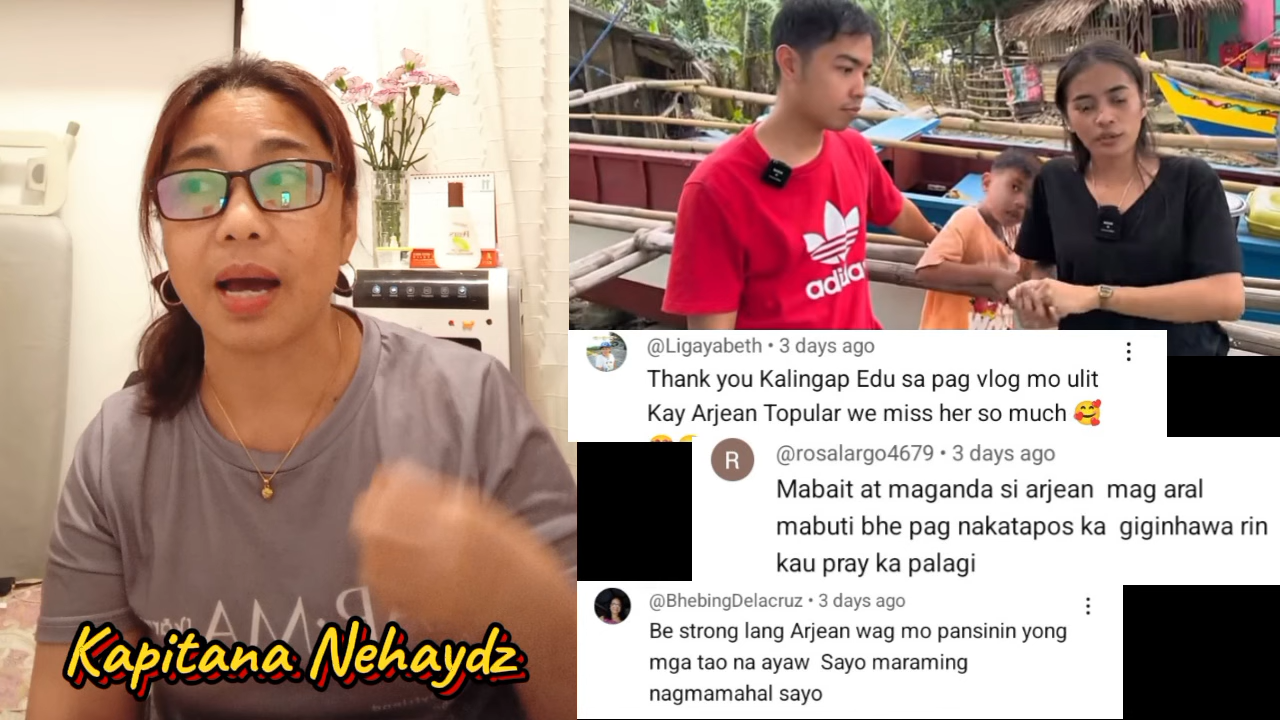 adidas
@Ligayabeth • 3 days ago
Thank you Kalingap Edu sa pag vlog mo ulit
Kay Arjean Topular we miss her so much 🥰
R
@rosalargo4679 • 3 days ago
Mabait at maganda si arjean mag aral
mabuti bhe pag nakatapos ka giginhawa rin
kau pray ka palagi
@BhebingDelacruz • 3 days ago
Be strong lang Arjean wag mo pansinin yong
mga tao na ayaw Sayo maraming
nagmamahal sayo
Kapitana Nehaydz